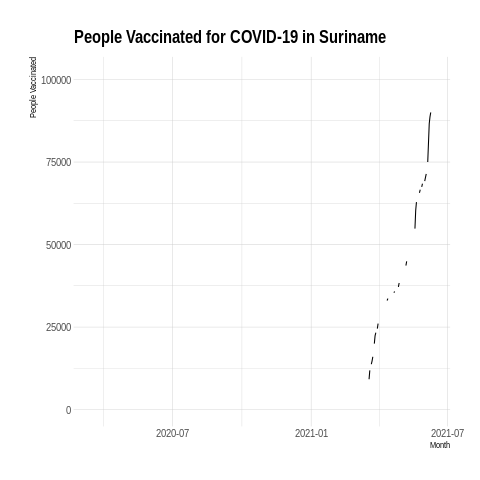 People Vaccinated for COVID-19 in Suriname
People Vaccinated
100000
75000
50000
25000
0
2020-07
2021-01
2021-07
Month